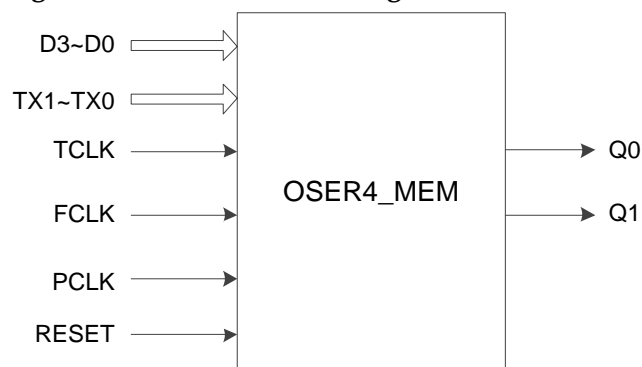 D3~D0
TX1~TX0
TCLK
FCLK
PCLK
RESET
OSER4_MEM
Q0
Q1